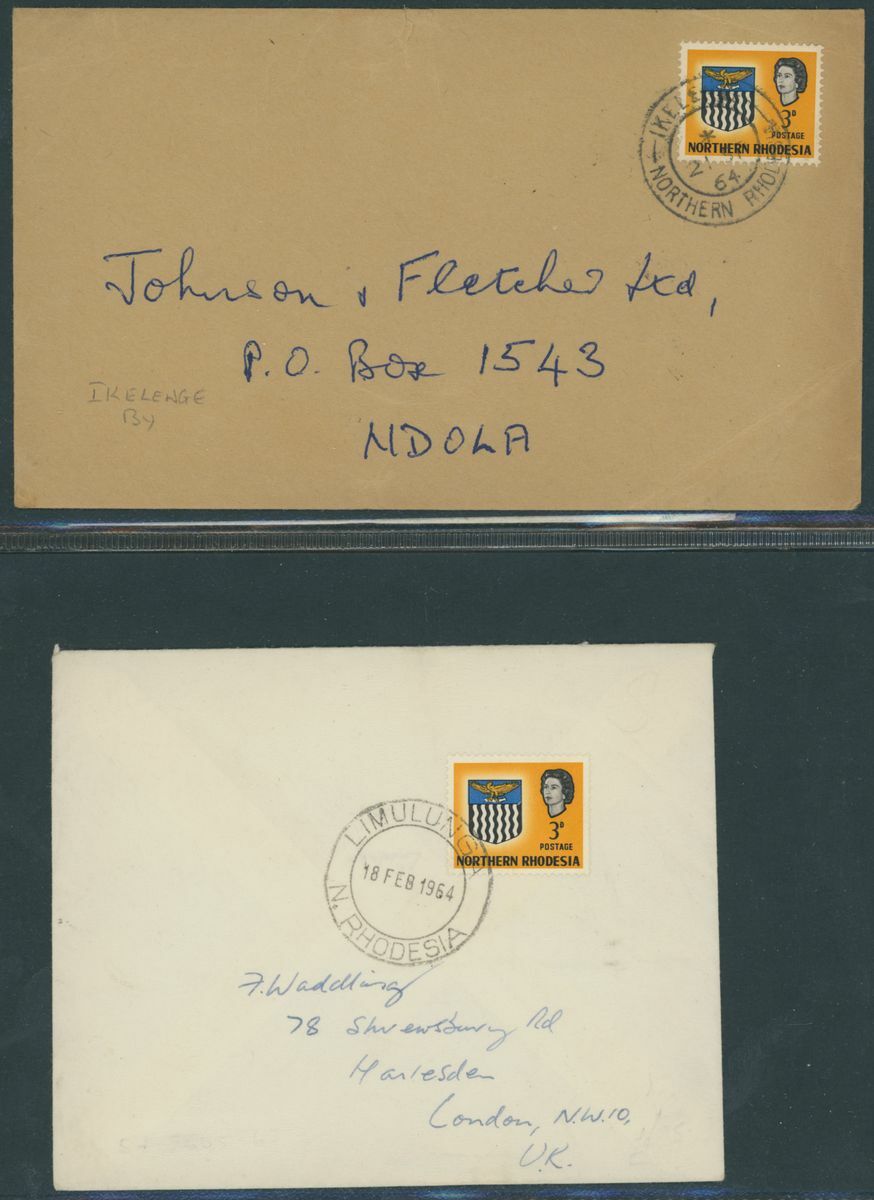 3D
POSTAGE
NORTHERN RHODESIA
NORTHERN RHODESIA
64
Johnson & Fletcher Ltd,
P.O. Box 1543
NDOLA
IKELENGE
By
3D
POSTAGE
NORTHERN RHODESIA
LIMULUNGA
18 FEB 1964
N. RHODESIA
F. Waddling
78 Shrewsbury Rd
Harlesden
London, N.W.10,
U.K.